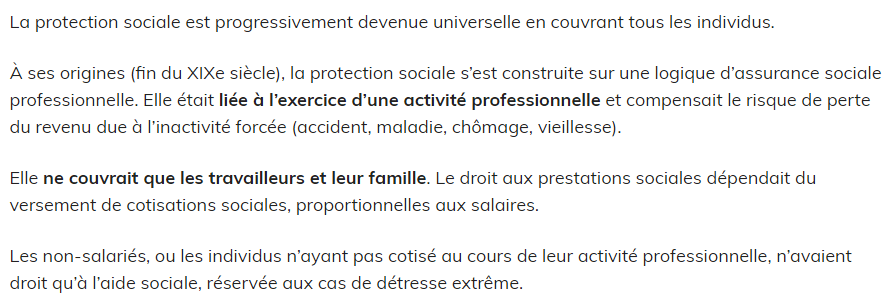 La protection sociale est progressivement devenue universelle en couvrant tous les individus.
À ses origines (fin du XIXe siècle), la protection sociale s’est construite sur une logique d’assurance sociale
professionnelle. Elle était liée à l’exercice d’une activité professionnelle et compensait le risque de perte
du revenu due à l’inactivité forcée (accident, maladie, chômage, vieillesse).
Elle ne couvrait que les travailleurs et leur famille. Le droit aux prestations sociales dépendait du
versement de cotisations sociales, proportionnelles aux salaires.
Les non-salariés, ou les individus n’ayant pas cotisé au cours de leur activité professionnelle, n’avaient
droit qu’à l’aide sociale, réservée aux cas de détresse extrême.